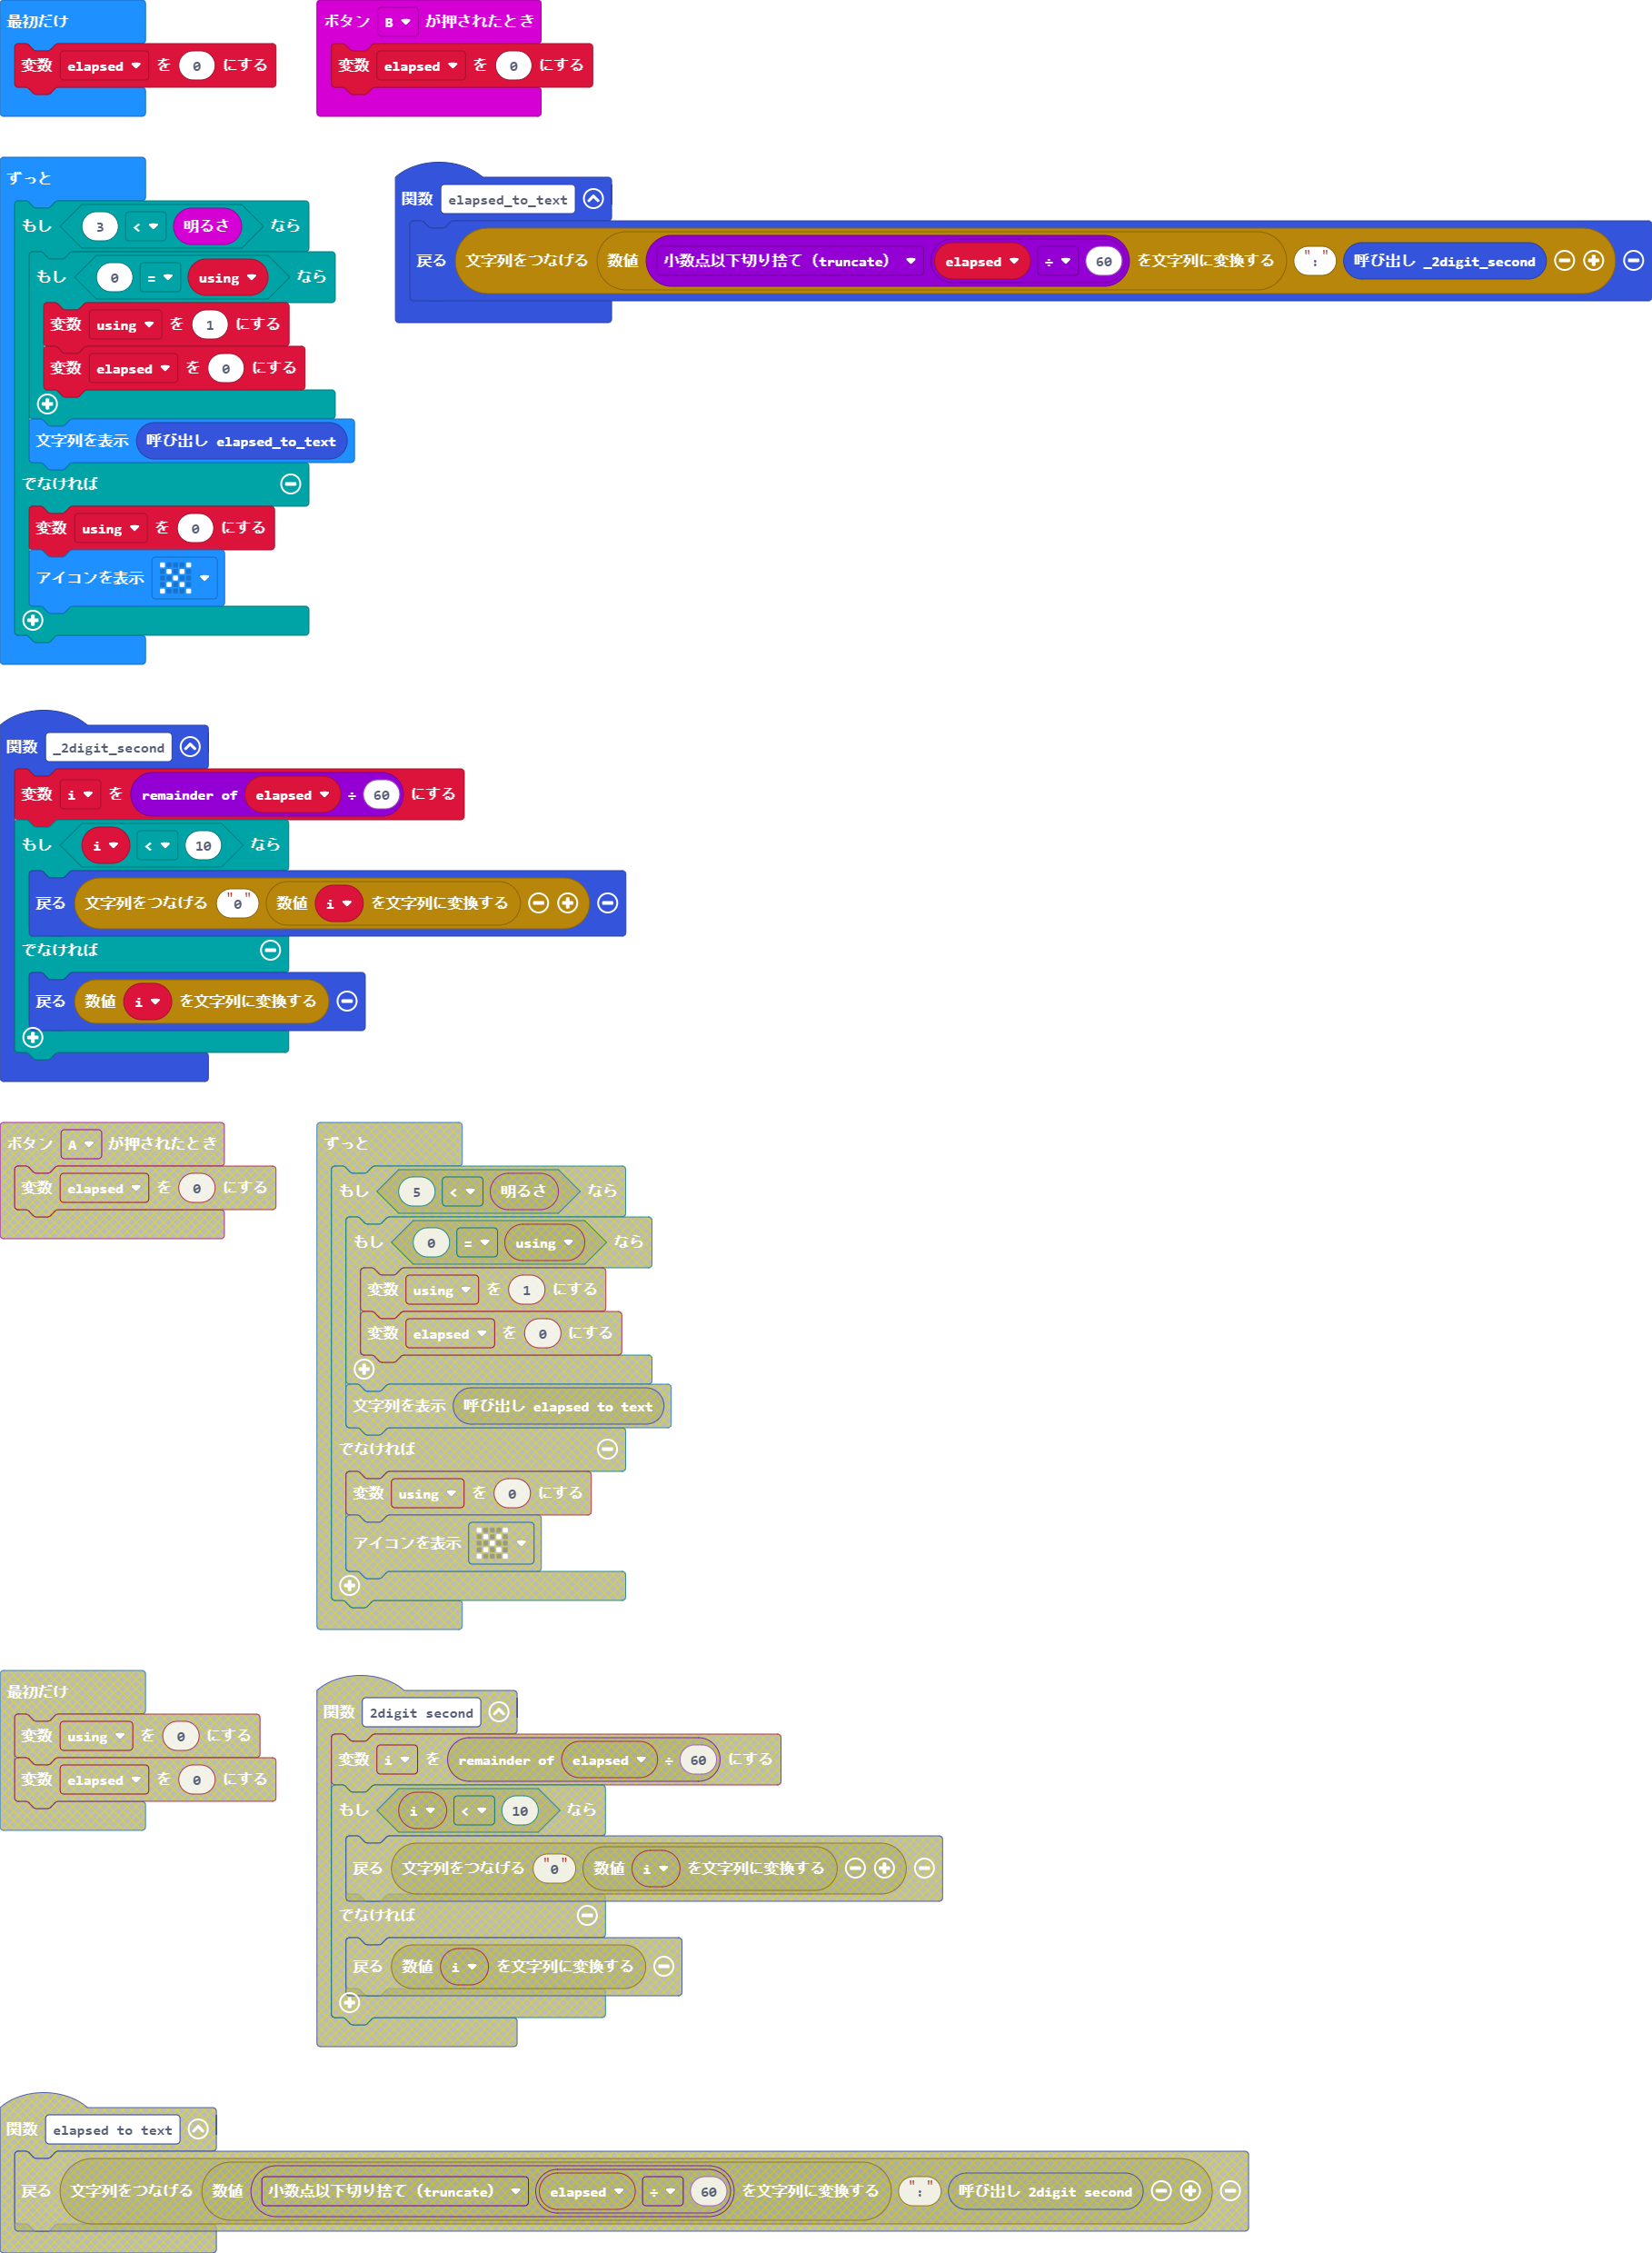 最初だけ
変数 elapsed を 0 にする
ボタン B が押されたとき
変数 elapsed を 0 にする
ずっと
もし 3 < 明るさ なら
もし 0 = using なら
変数 using を 1 にする
変数 elapsed を 0 にする
文字列を表示 呼び出し elapsed_to_text
でなければ
変数 using を 0 にする
アイコンを表示
関数 elapsed_to_text
戻る 文字列をつなげる 数値 小数点以下切り捨て（truncate） elapsed ÷ 60 を文字列に変換する ":" 呼び出し _2digit_second
関数 _2digit_second
変数 i を remainder of elapsed ÷ 60 にする
もし i < 10 なら
戻る 文字列をつなげる "0" 数値 i を文字列に変換する
でなければ
戻る 数値 i を文字列に変換する
ボタン A が押されたとき
変数 elapsed を 0 にする
ずっと
もし 5 < 明るさ なら
もし 0 = using なら
変数 using を 1 にする
変数 elapsed を 0 にする
文字列を表示 呼び出し elapsed to text
でなければ
変数 using を 0 にする
アイコンを表示
最初だけ
変数 using を 0 にする
変数 elapsed を 0 にする
関数 2digit second
変数 i を remainder of elapsed ÷ 60 にする
もし i < 10 なら
戻る 文字列をつなげる "0" 数値 i を文字列に変換する
でなければ
戻る 数値 i を文字列に変換する
関数 elapsed to text
戻る 文字列をつなげる 数値 小数点以下切り捨て（truncate） elapsed ÷ 60 を文字列に変換する ":" 呼び出し 2digit second